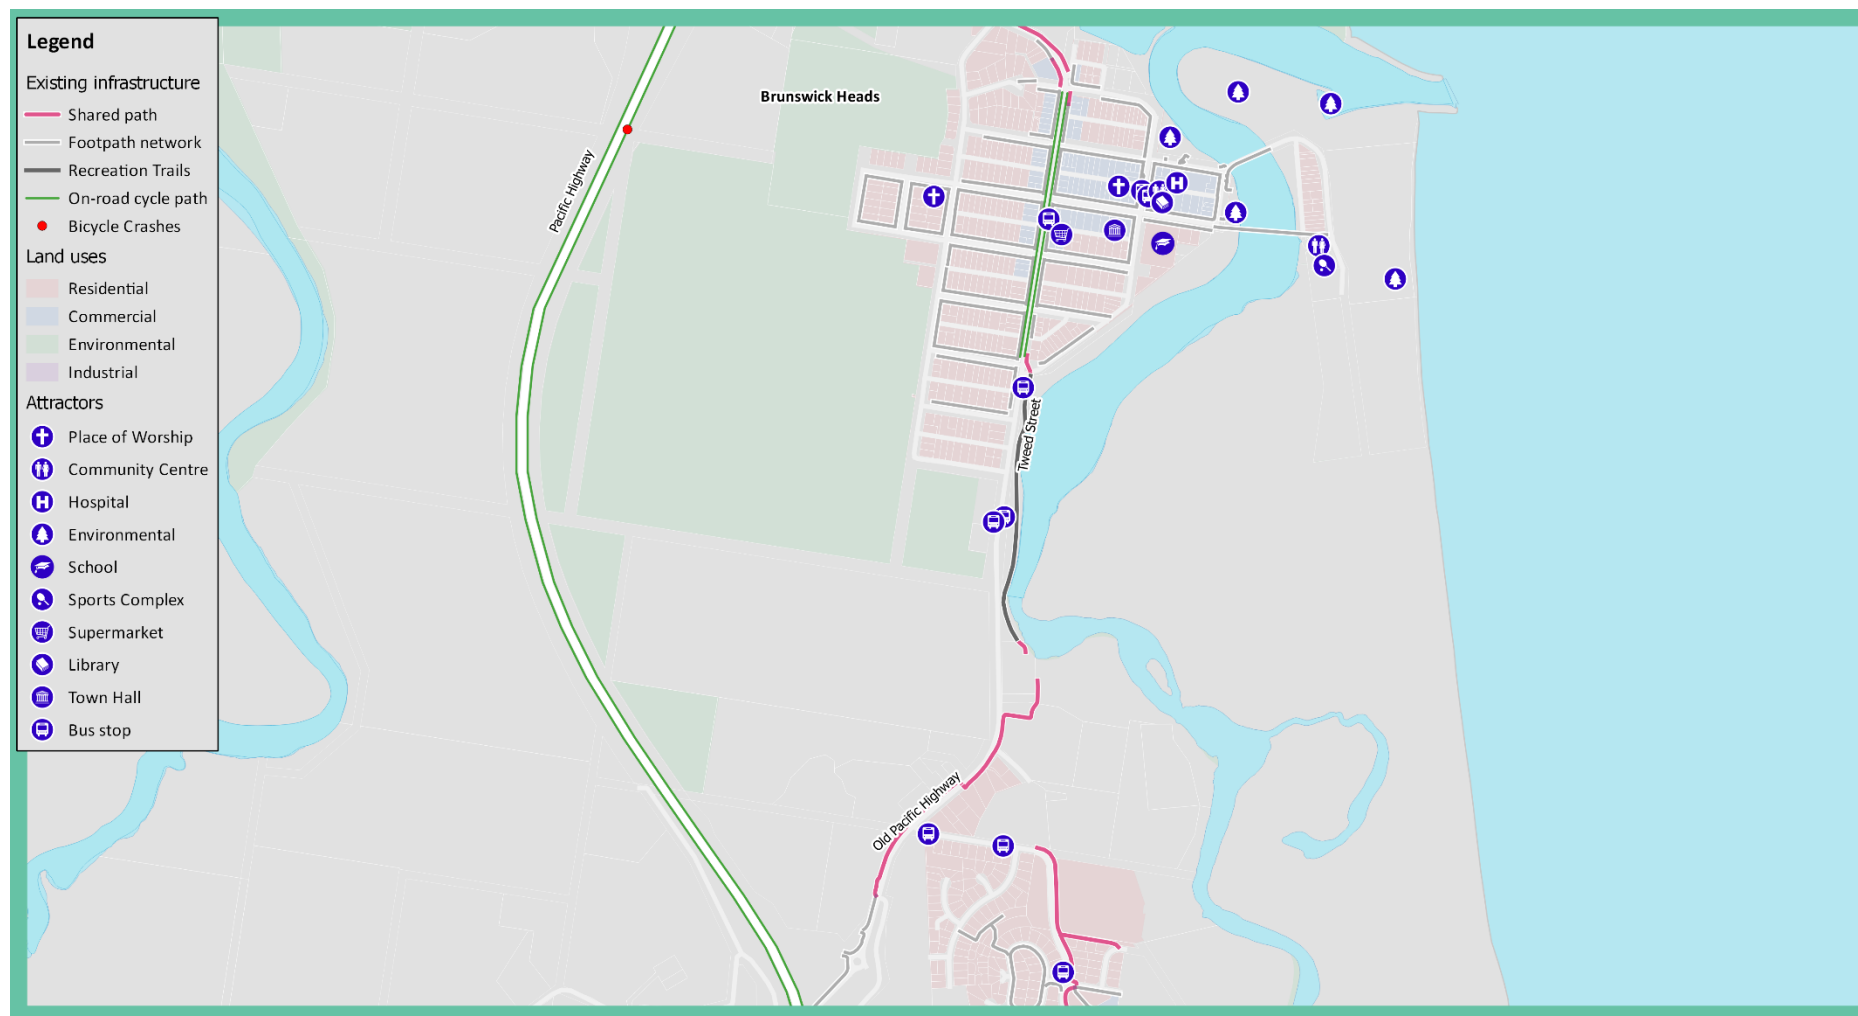 Legend
Existing infrastructure
Shared path
Footpath network
Recreation Trails
On-road cycle path
Bicycle Crashes
Land uses
Residential
Commercial
Environmental
Industrial
Attractors
Place of Worship
Community Centre
Hospital
Environmental
School
Sports Complex
Supermarket
Library
Town Hall
Bus stop
Brunswick Heads
Pacific Highway
Tweed Street
Old Pacific Highway